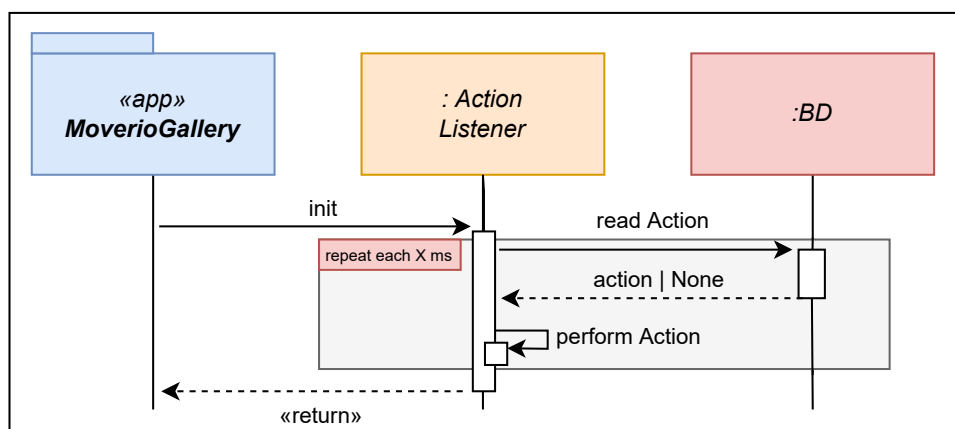 «app»
MoverioGallery
: Action
Listener
:BD
init
read Action
repeat each X ms
action | None
perform Action
«return»